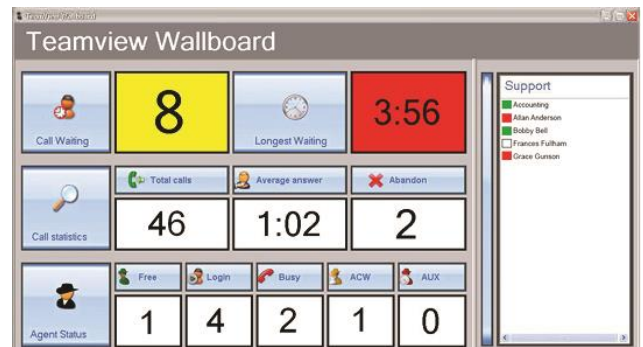 Teamview Wallboard
Teamview Wallboard
Call Waiting
8
Longest Waiting
3:56
Call statistics
Total calls
Average answer
Abandon
46
1:02
2
Agent Status
Free
Login
Busy
ACW
AUX
1
4
2
1
0
Support
Accounting
Allan Anderson
Bobby Bell
Frances Fulham
Grace Gunson